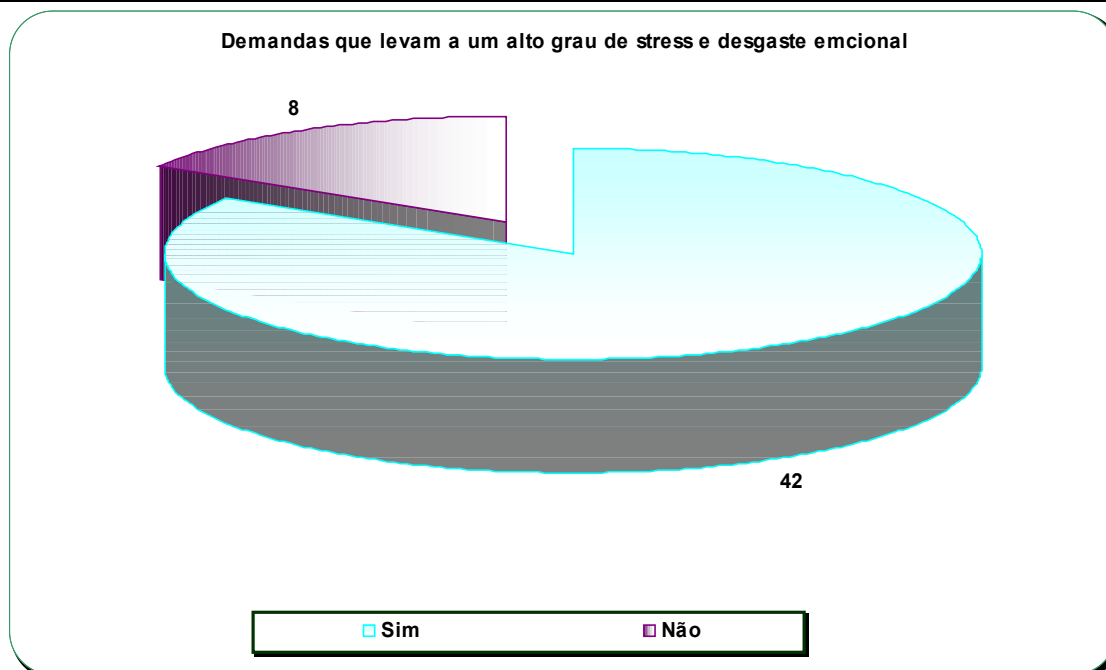 Demandas que levam a um alto grau de stress e desgaste emcional
8
42
Sim Não